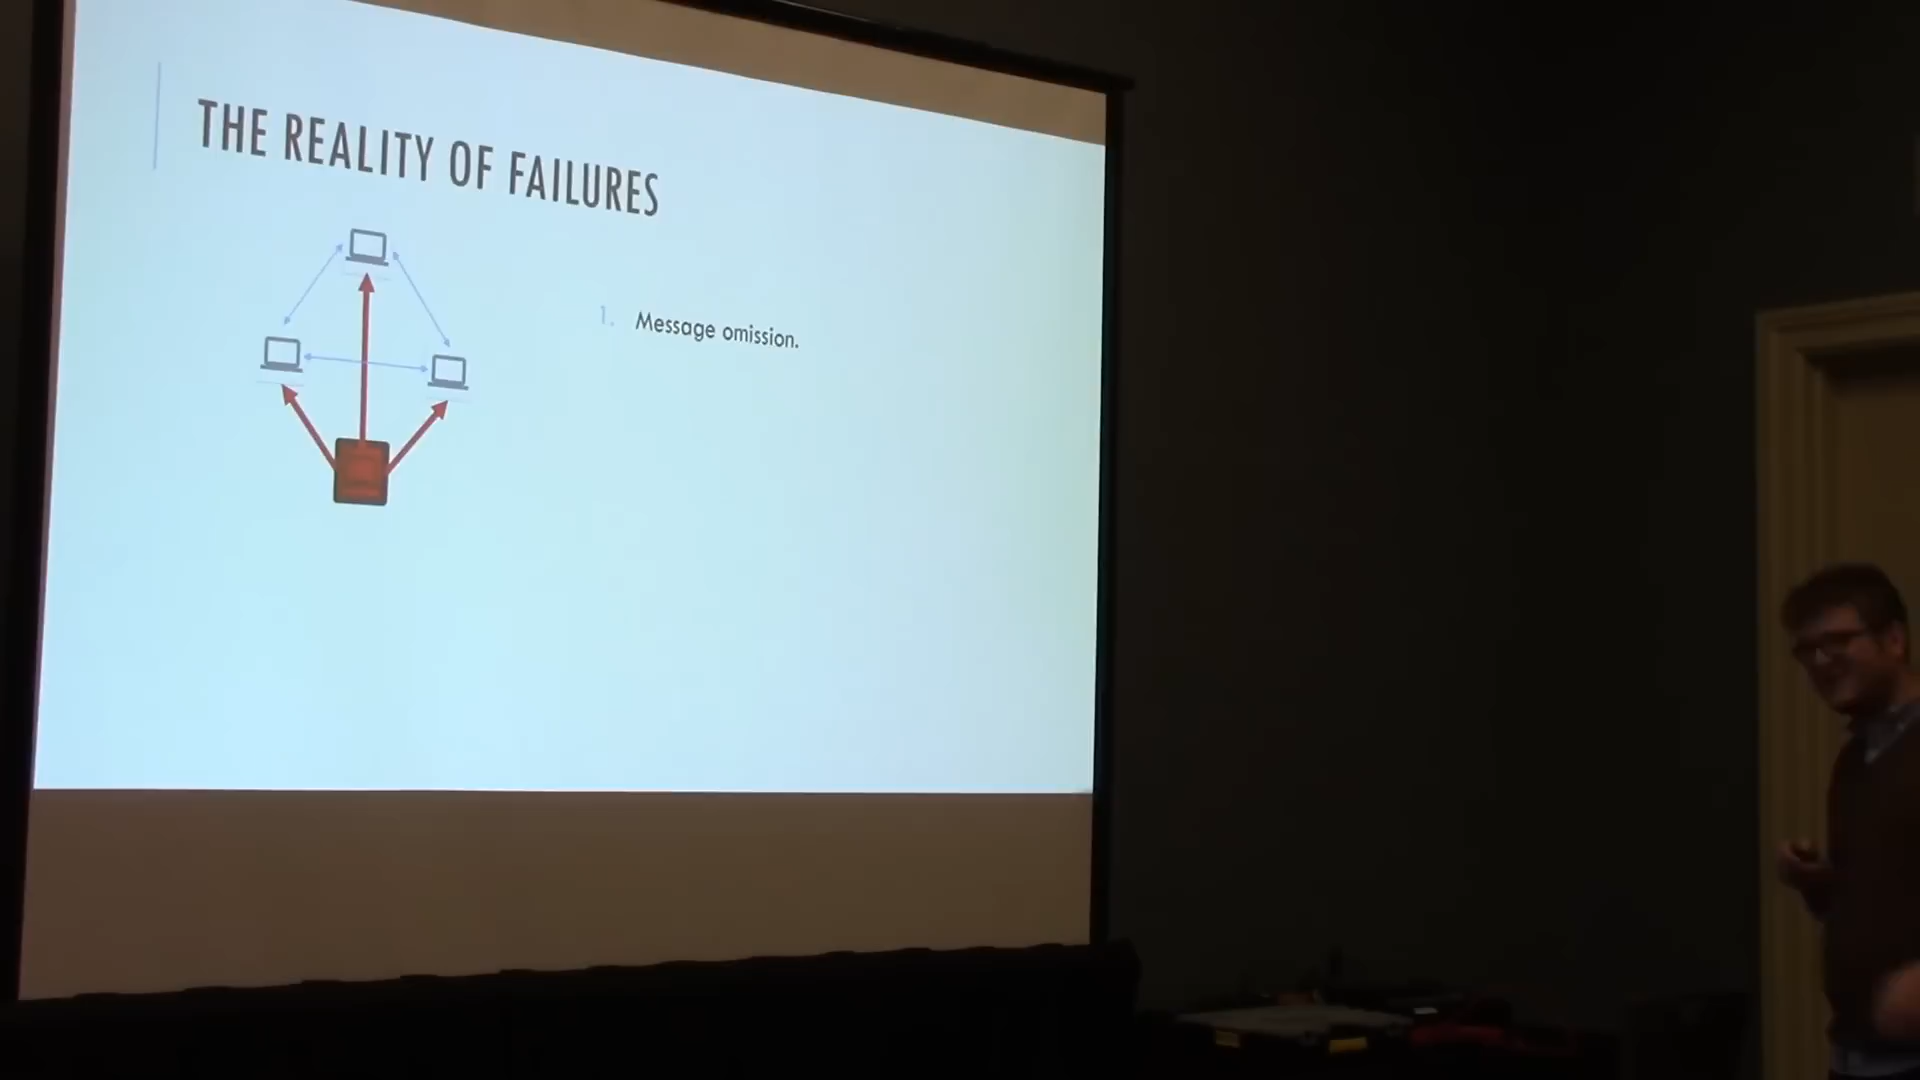 THE REALITY OF FAILURES
1. Message omission.